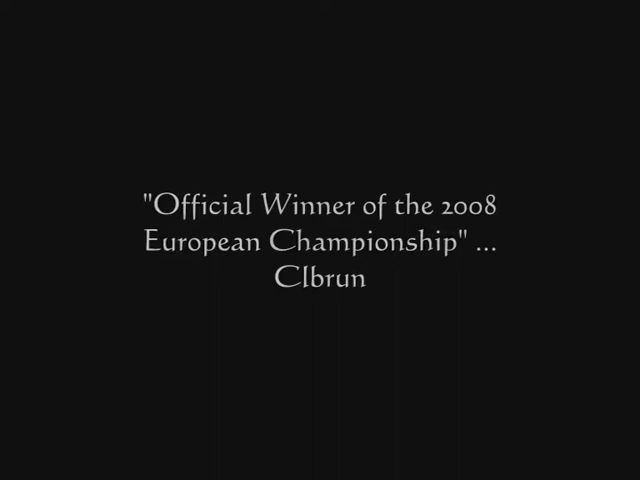 "Official Winner of the 2008
European Championship" ...
Clbrun